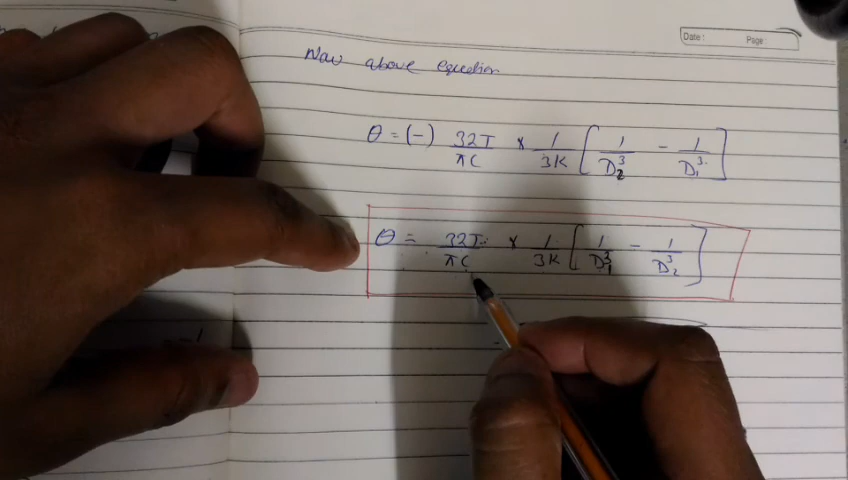 Date: Page:
Now above equation
θ = (-) 32T/πC × 1/3K [1/D₂³ - 1/D₁³]
θ = 32T/πC × 1/3K [1/D₁³ - 1/D₂³]